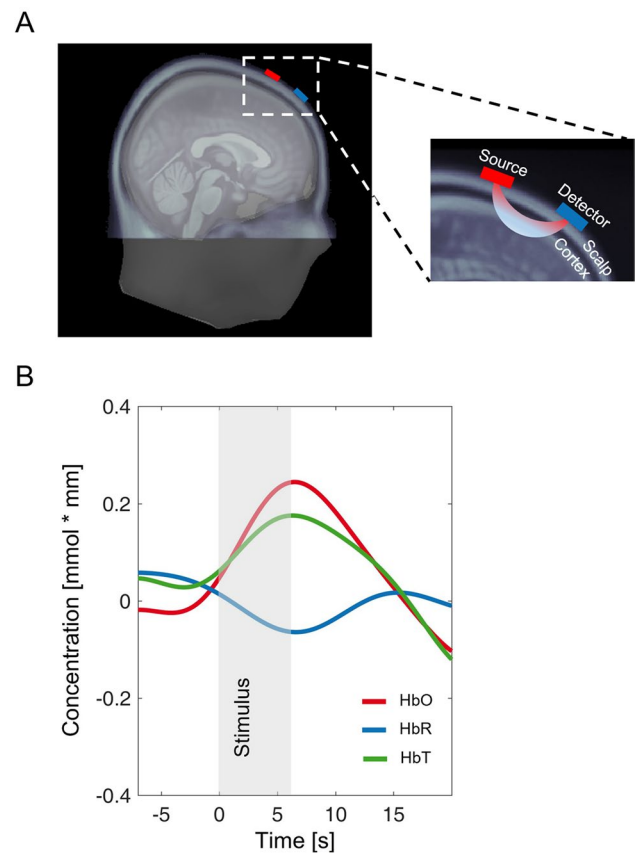 A
Source
Detector
Scalp
Cortex
B
Concentration [mmol * mm]
0.4
0.2
0
-0.2
-0.4
Stimulus
HbO
HbR
HbT
-5
0
5
10
15
Time [s]